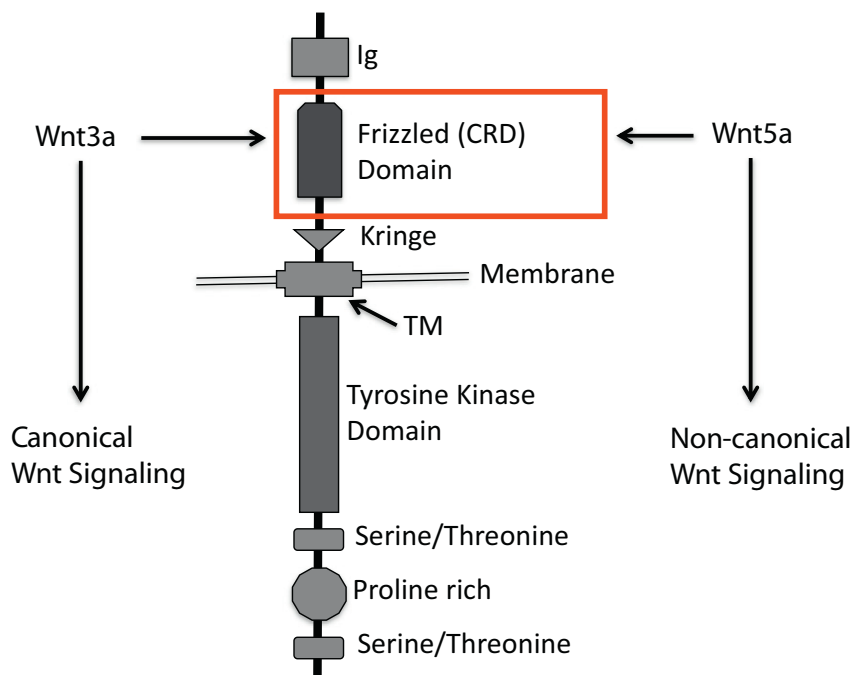 Ig
Wnt3a
Frizzled (CRD)
Domain
Wnt5a
Kringe
Membrane
TM
Tyrosine Kinase
Domain
Canonical
Wnt Signaling
Non-canonical
Wnt Signaling
Serine/Threonine
Proline rich
Serine/Threonine